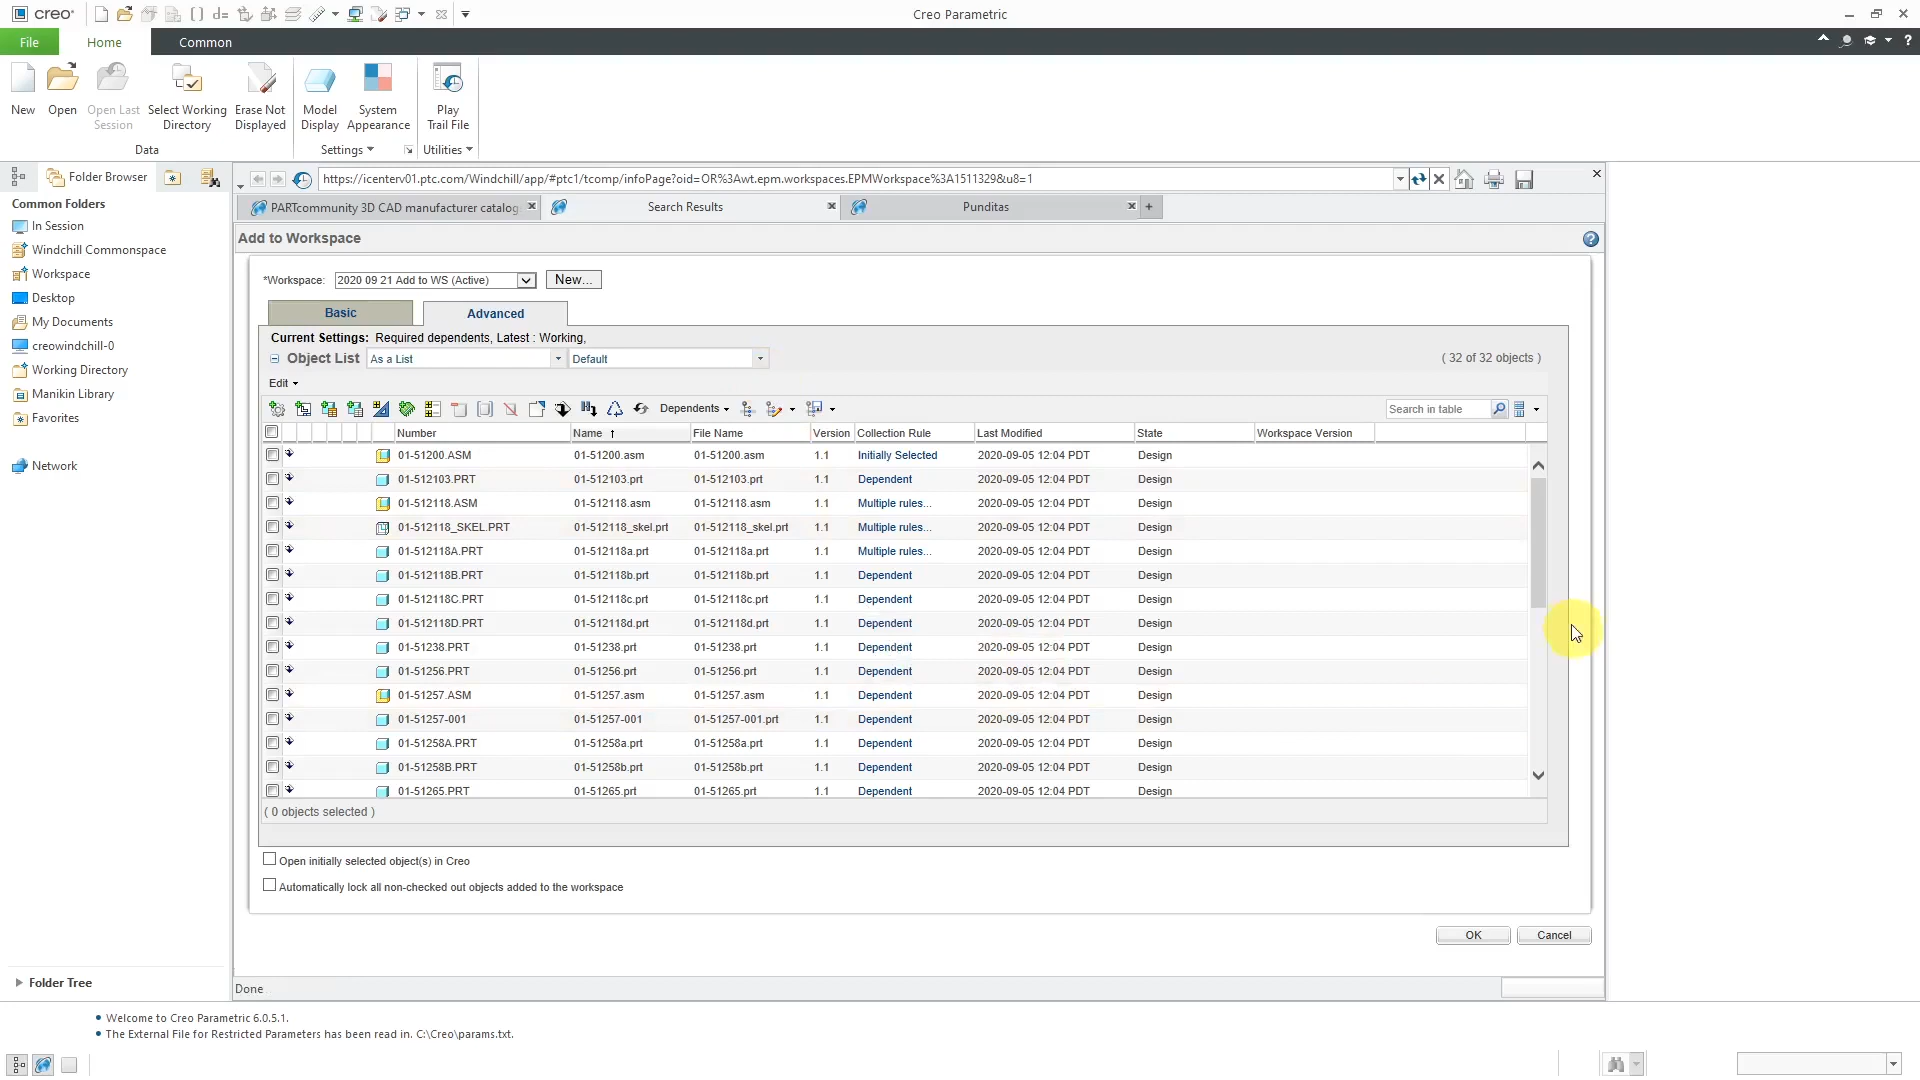 creo
Creo Parametric
File Home Common
New Open Open Last Session Select Working Directory Erase Not Displayed Model Display System Appearance Play Trail File
Data Settings Utilities
Folder Browser
https://icenterv01.ptc.com/Windchill/app/#ptc1/tcomp/infoPage?oid=OR%3Awt.epm.workspaces.EPMWorkspace%3A1511329&u8=1
Common Folders
In Session
Windchill Commonspace
Workspace
Desktop
My Documents
creowindchill-0
Working Directory
Manikin Library
Favorites
Network
Folder Tree
PARTcommunity 3D CAD manufacturer catalog Search Results Punditas +
Add to Workspace
*Workspace: 2020 09 21 Add to WS (Active) New...
Basic Advanced
Current Settings: Required dependents, Latest : Working,
Object List As a List Default ( 32 of 32 objects )
Edit
Dependents Search in table
Number Name File Name Version Collection Rule Last Modified State Workspace Version
01-51200.ASM 01-51200.asm 01-51200.asm 1.1 Initially Selected 2020-09-05 12:04 PDT Design
01-512103.PRT 01-512103.prt 01-512103.prt 1.1 Dependent 2020-09-05 12:04 PDT Design
01-512118.ASM 01-512118.asm 01-512118.asm 1.1 Multiple rules... 2020-09-05 12:04 PDT Design
01-512118_SKEL.PRT 01-512118_skel.prt 01-512118_skel.prt 1.1 Multiple rules... 2020-09-05 12:04 PDT Design
01-512118A.PRT 01-512118a.prt 01-512118a.prt 1.1 Multiple rules... 2020-09-05 12:04 PDT Design
01-512118B.PRT 01-512118b.prt 01-512118b.prt 1.1 Dependent 2020-09-05 12:04 PDT Design
01-512118C.PRT 01-512118c.prt 01-512118c.prt 1.1 Dependent 2020-09-05 12:04 PDT Design
01-512118D.PRT 01-512118d.prt 01-512118d.prt 1.1 Dependent 2020-09-05 12:04 PDT Design
01-51238.PRT 01-51238.prt 01-51238.prt 1.1 Dependent 2020-09-05 12:04 PDT Design
01-51256.PRT 01-51256.prt 01-51256.prt 1.1 Dependent 2020-09-05 12:04 PDT Design
01-51257.ASM 01-51257.asm 01-51257.asm 1.1 Dependent 2020-09-05 12:04 PDT Design
01-51257-001 01-51257-001 01-51257-001.prt 1.1 Dependent 2020-09-05 12:04 PDT Design
01-51258A.PRT 01-51258a.prt 01-51258a.prt 1.1 Dependent 2020-09-05 12:04 PDT Design
01-51258B.PRT 01-51258b.prt 01-51258b.prt 1.1 Dependent 2020-09-05 12:04 PDT Design
01-51265.PRT 01-51265.prt 01-51265.prt 1.1 Dependent 2020-09-05 12:04 PDT Design
( 0 objects selected )
Open initially selected object(s) in Creo
Automatically lock all non-checked out objects added to the workspace
OK Cancel
Done
Welcome to Creo Parametric 6.0.5.1.
The External File for Restricted Parameters has been read in. C:\Creo\params.txt.